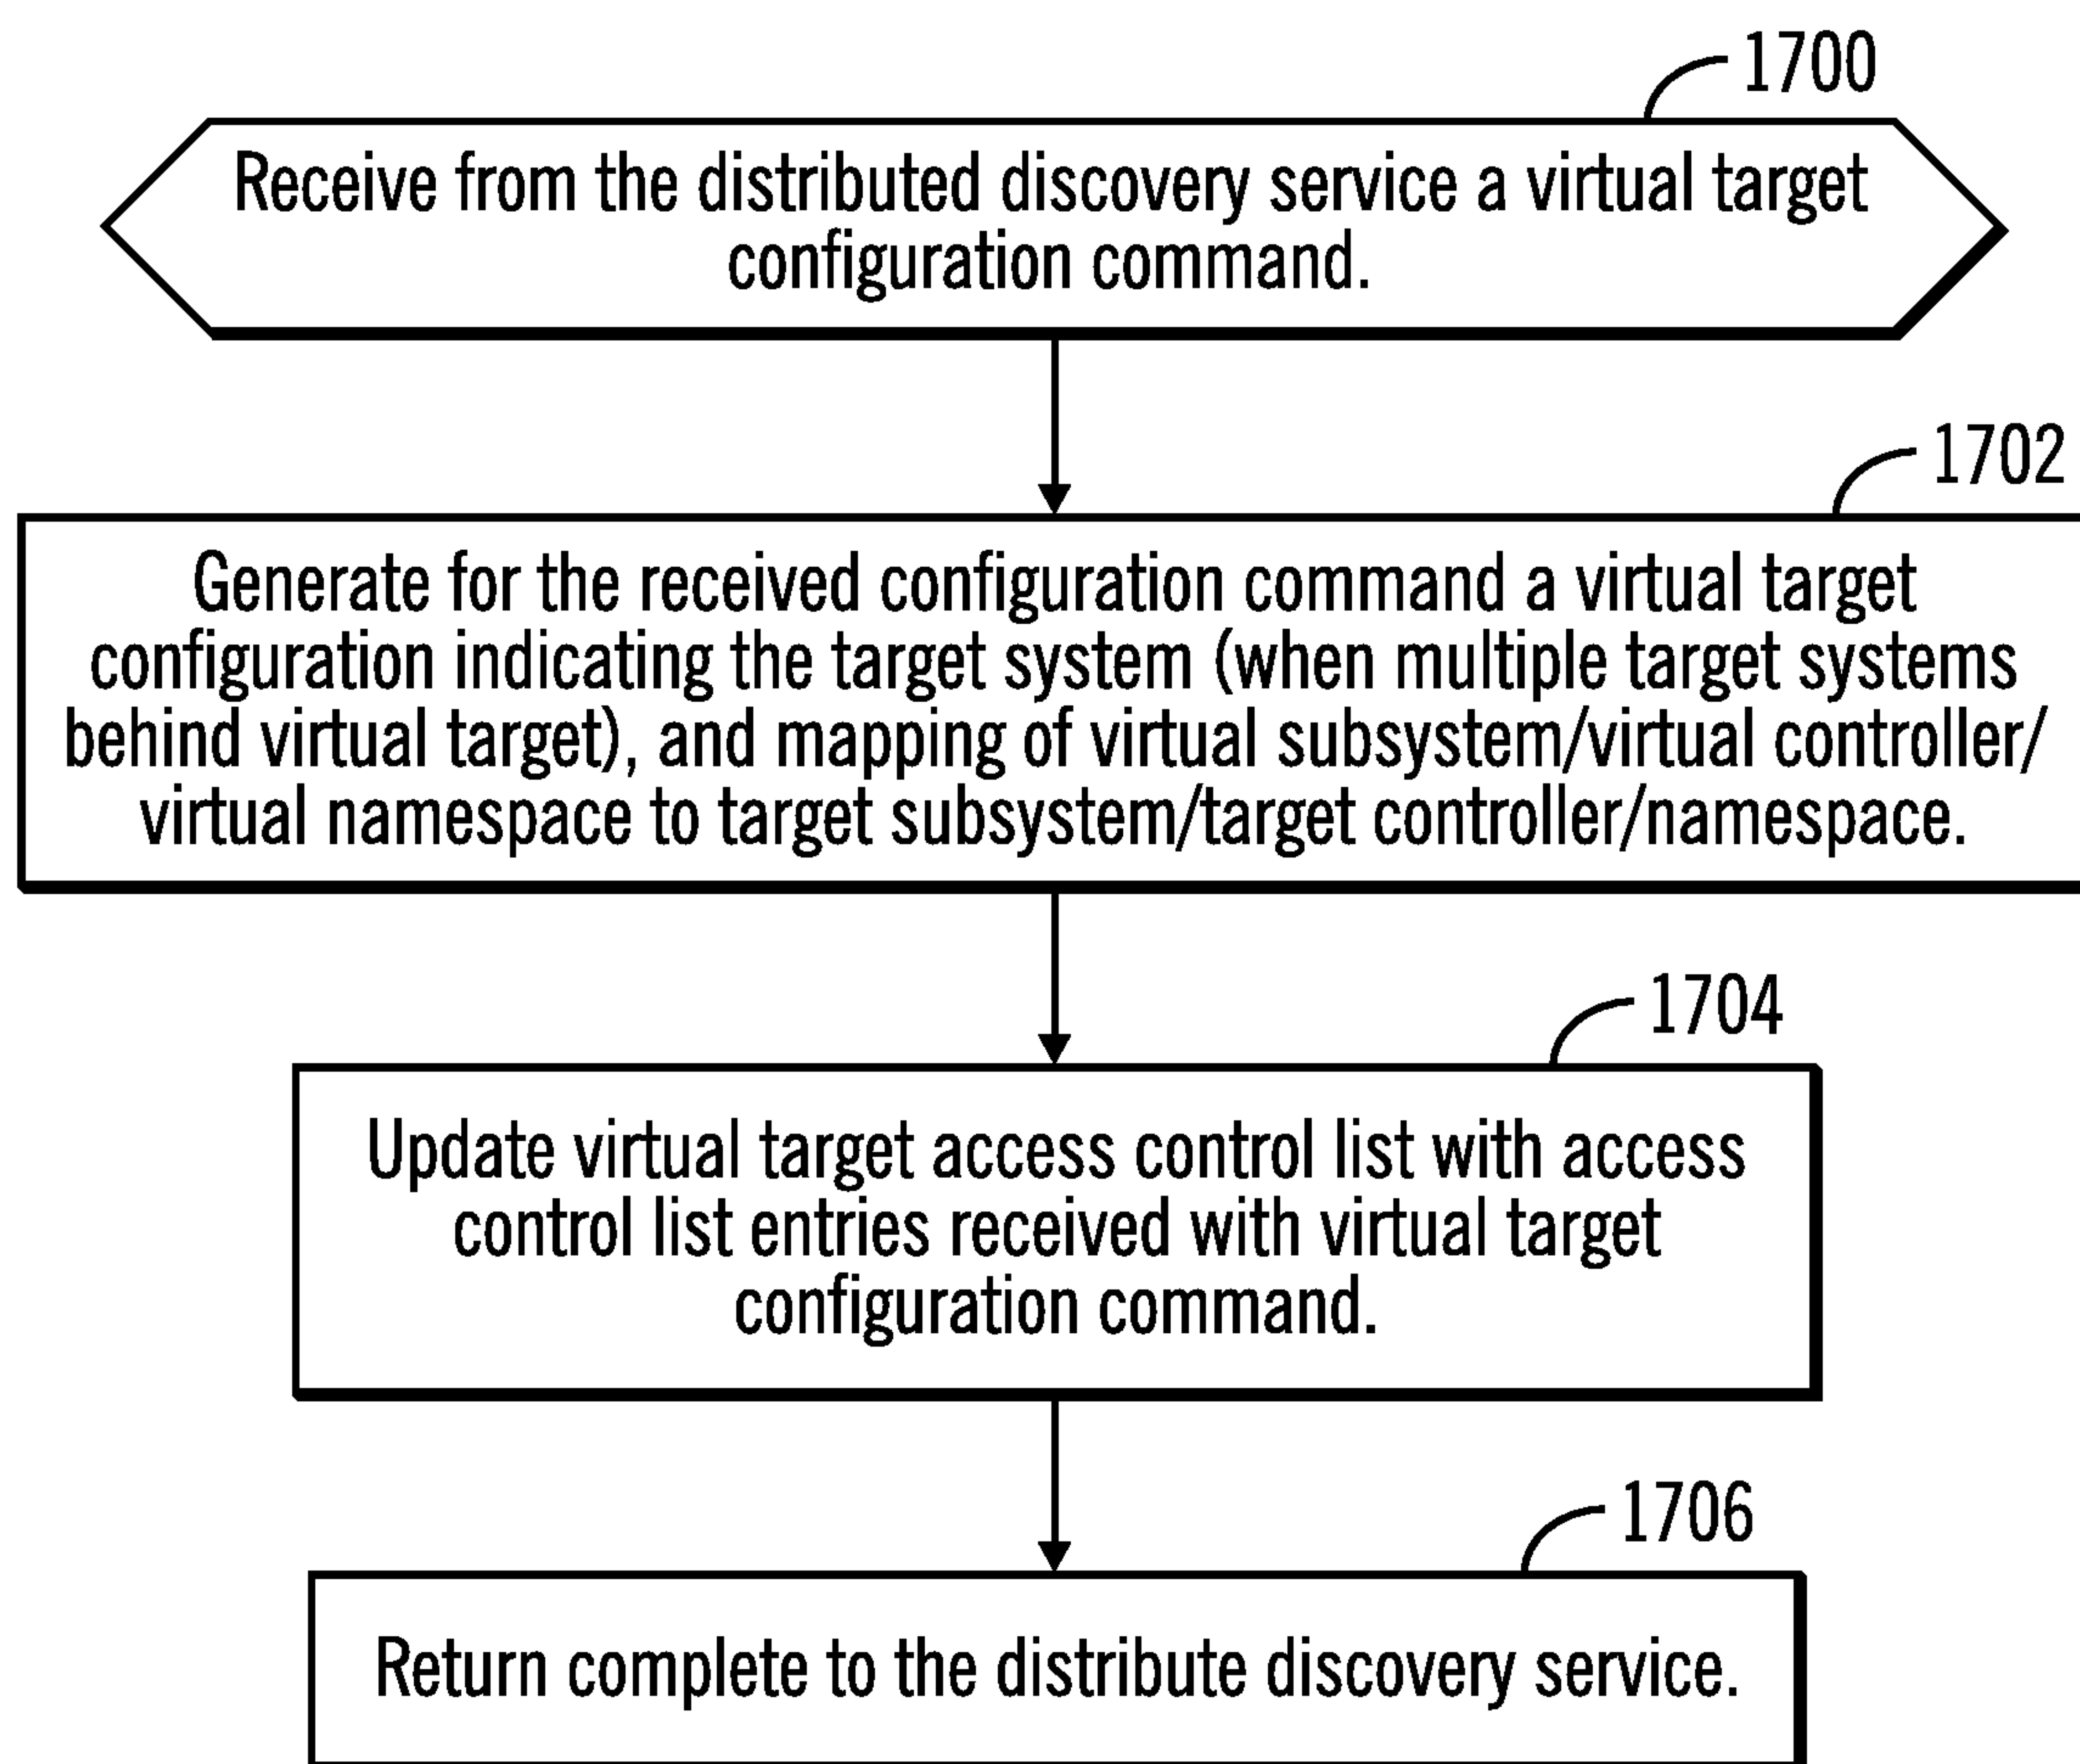 1700
Receive from the distributed discovery service a virtual target
configuration command.
1702
Generate for the received configuration command a virtual target
configuration indicating the target system (when multiple target systems
behind virtual target), and mapping of virtual subsystem/virtual controller/
virtual namespace to target subsystem/target controller/namespace.
1704
Update virtual target access control list with access
control list entries received with virtual target
configuration command.
1706
Return complete to the distribute discovery service.